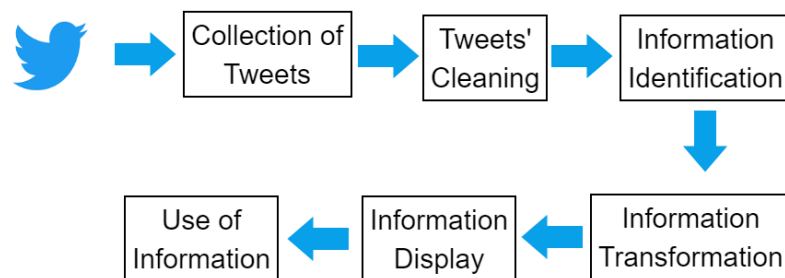 Collection of
Tweets
Tweets'
Cleaning
Information
Identification
Information
Transformation
Information
Display
Use of
Information